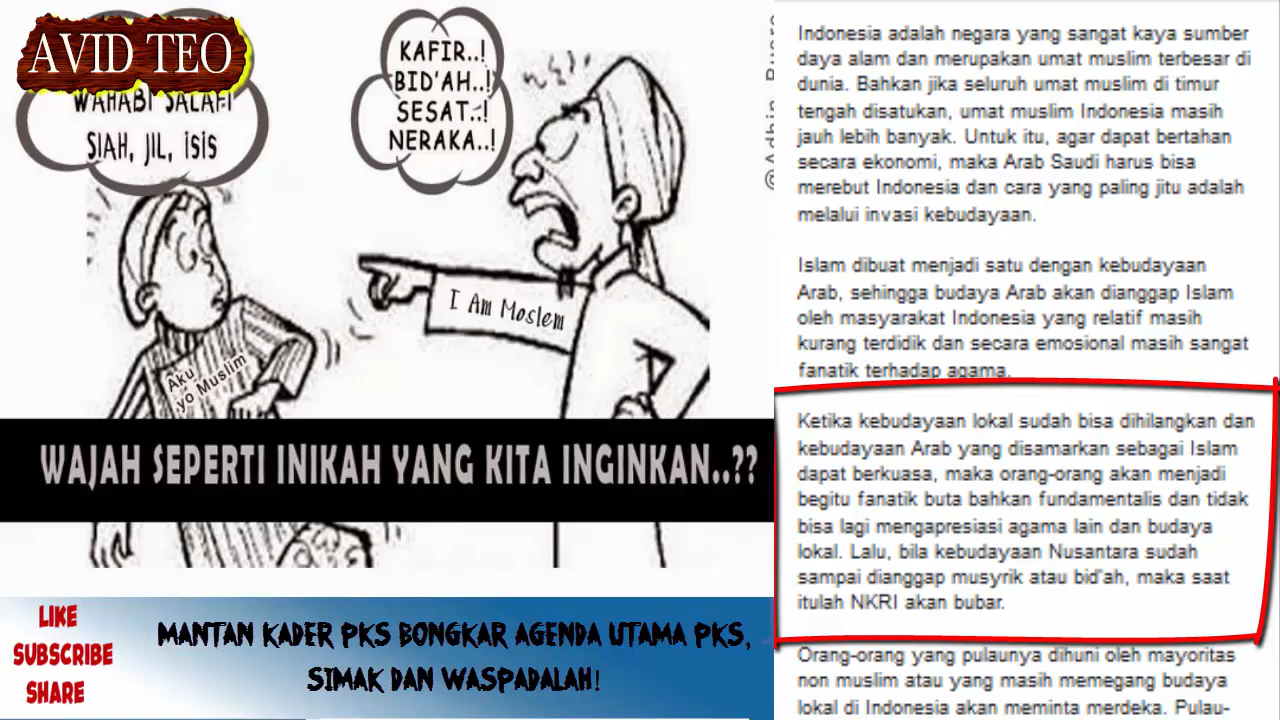 AVID TEO
WAHABI SALAFI
SIAH, JIL, iSiS
KAFIR..!
BID'AH..!
SESAT..!
NERAKA..!
I Am Moslem
Aku
yo Muslim
WAJAH SEPERTI INIKAH YANG KITA INGINKAN..??
LIKE
SUBSCRIBE
SHARE
MANTAN KADER PKS BONGKAR AGENDA UTAMA PKS,
SIMAK DAN WASPADALAH!
Indonesia adalah negara yang sangat kaya sumber
daya alam dan merupakan umat muslim terbesar di
dunia. Bahkan jika seluruh umat muslim di timur
tengah disatukan, umat muslim Indonesia masih
jauh lebih banyak. Untuk itu, agar dapat bertahan
secara ekonomi, maka Arab Saudi harus bisa
merebut Indonesia dan cara yang paling jitu adalah
melalui invasi kebudayaan.
Islam dibuat menjadi satu dengan kebudayaan
Arab, sehingga budaya Arab akan dianggap Islam
oleh masyarakat Indonesia yang relatif masih
kurang terdidik dan secara emosional masih sangat
fanatik terhadap agama.
Ketika kebudayaan lokal sudah bisa dihilangkan dan
kebudayaan Arab yang disamarkan sebagai Islam
dapat berkuasa, maka orang-orang akan menjadi
begitu fanatik buta bahkan fundamentalis dan tidak
bisa lagi mengapresiasi agama lain dan budaya
lokal. Lalu, bila kebudayaan Nusantara sudah
sampai dianggap musyrik atau bid'ah, maka saat
itulah NKRI akan bubar.
Orang-orang yang pulaunya dihuni oleh mayoritas
non muslim atau yang masih memegang budaya
lokal di Indonesia akan meminta merdeka. Pulau-